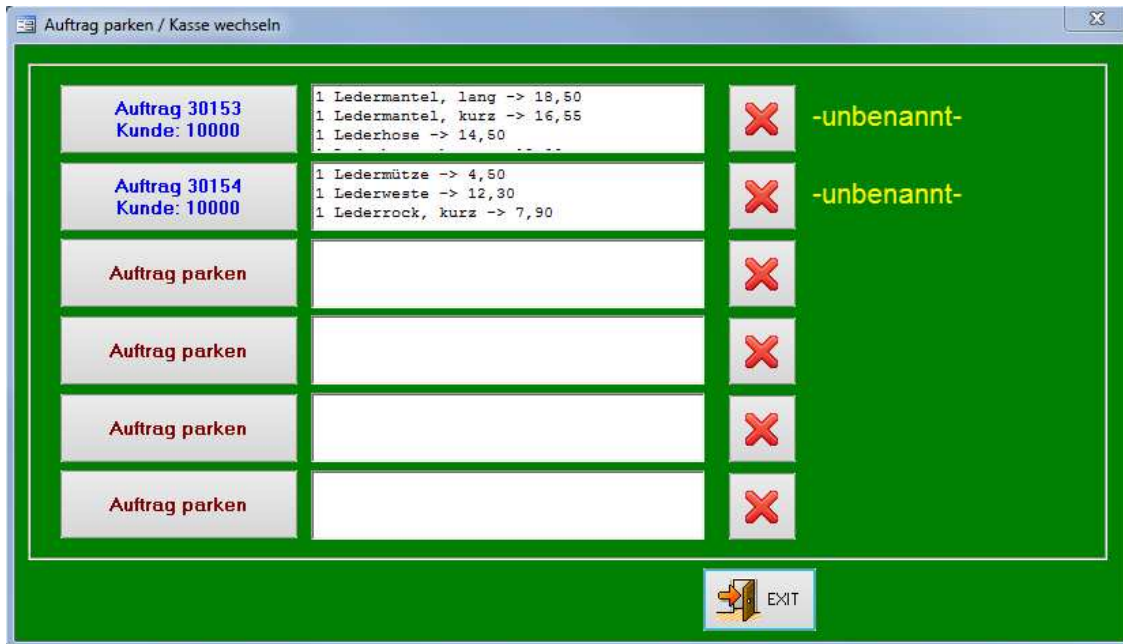 Auftrag parken / Kasse wechseln
Auftrag 30153
Kunde: 10000
1 Ledermantel, lang -> 18,50
1 Ledermantel, kurz -> 16,55
1 Lederhose -> 14,50
-unbenannt-
Auftrag 30154
Kunde: 10000
1 Ledermütze -> 4,50
1 Lederweste -> 12,30
1 Lederrock, kurz -> 7,90
-unbenannt-
Auftrag parken
Auftrag parken
Auftrag parken
Auftrag parken
EXIT